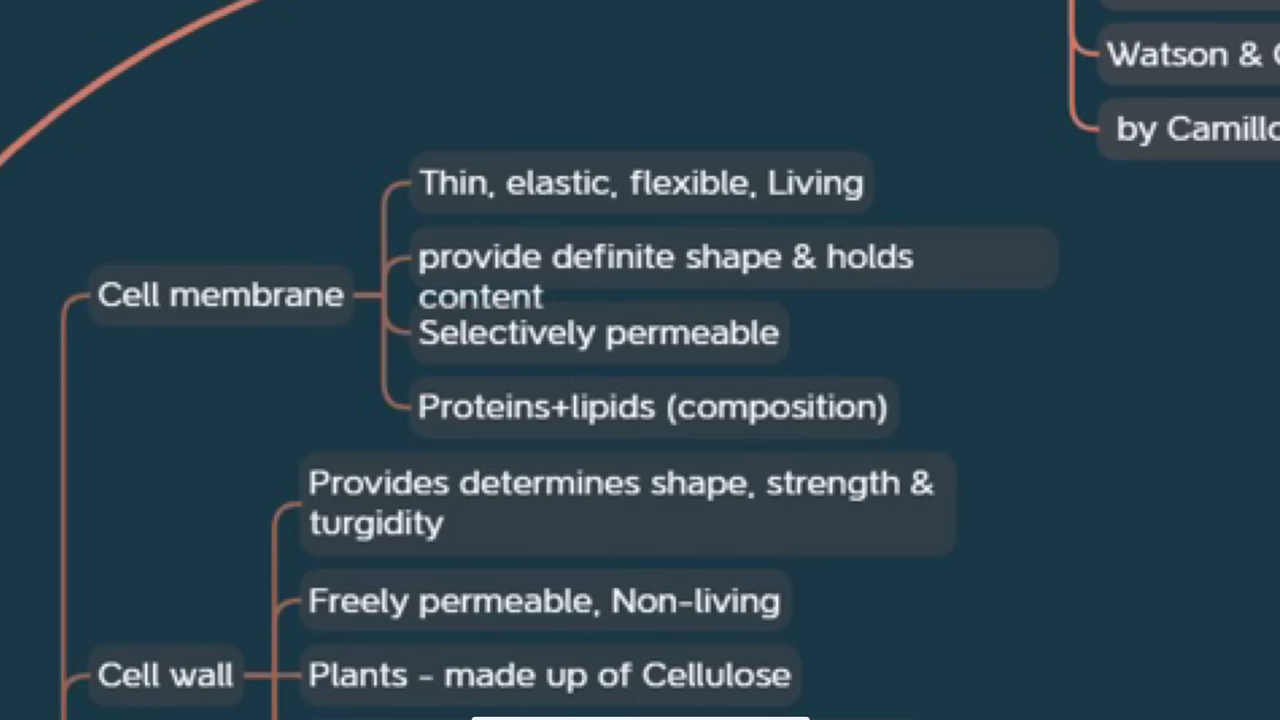 Watson &
by Camillo
Thin, elastic, flexible, Living
provide definite shape & holds
content
Cell membrane
Selectively permeable
Proteins+lipids (composition)
Provides determines shape, strength &
turgidity
Freely permeable, Non-living
Cell wall
Plants - made up of Cellulose